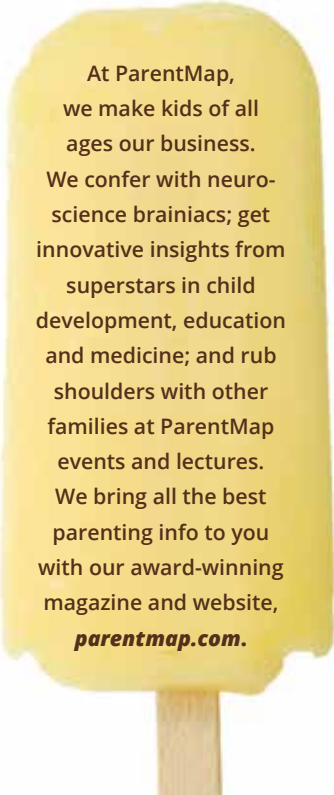 At ParentMap,
we make kids of all
ages our business.
We confer with neuro-
science brainiacs; get
innovative insights from
superstars in child
development, education
and medicine; and rub
shoulders with other
families at ParentMap
events and lectures.
We bring all the best
parenting info to you
with our award-winning
magazine and website,
parentmap.com.